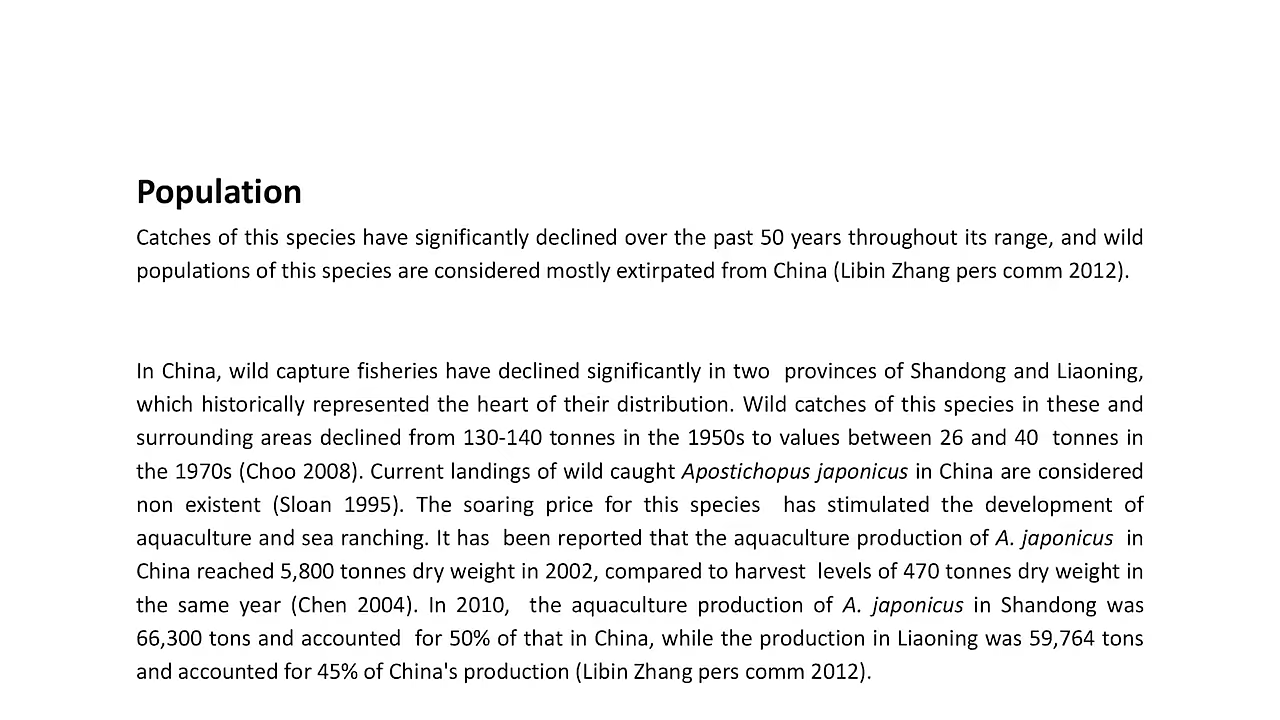 Population
Catches of this species have significantly declined over the past 50 years throughout its range, and wild
populations of this species are considered mostly extirpated from China (Libin Zhang pers comm 2012).
In China, wild capture fisheries have declined significantly in two provinces of Shandong and Liaoning,
which historically represented the heart of their distribution. Wild catches of this species in these and
surrounding areas declined from 130-140 tonnes in the 1950s to values between 26 and 40 tonnes in
the 1970s (Choo 2008). Current landings of wild caught Apostichopus japonicus in China are considered
non existent (Sloan 1995). The soaring price for this species has stimulated the development of
aquaculture and sea ranching. It has been reported that the aquaculture production of A. japonicus in
China reached 5,800 tonnes dry weight in 2002, compared to harvest levels of 470 tonnes dry weight in
the same year (Chen 2004). In 2010, the aquaculture production of A. japonicus in Shandong was
66,300 tons and accounted for 50% of that in China, while the production in Liaoning was 59,764 tons
and accounted for 45% of China's production (Libin Zhang pers comm 2012).